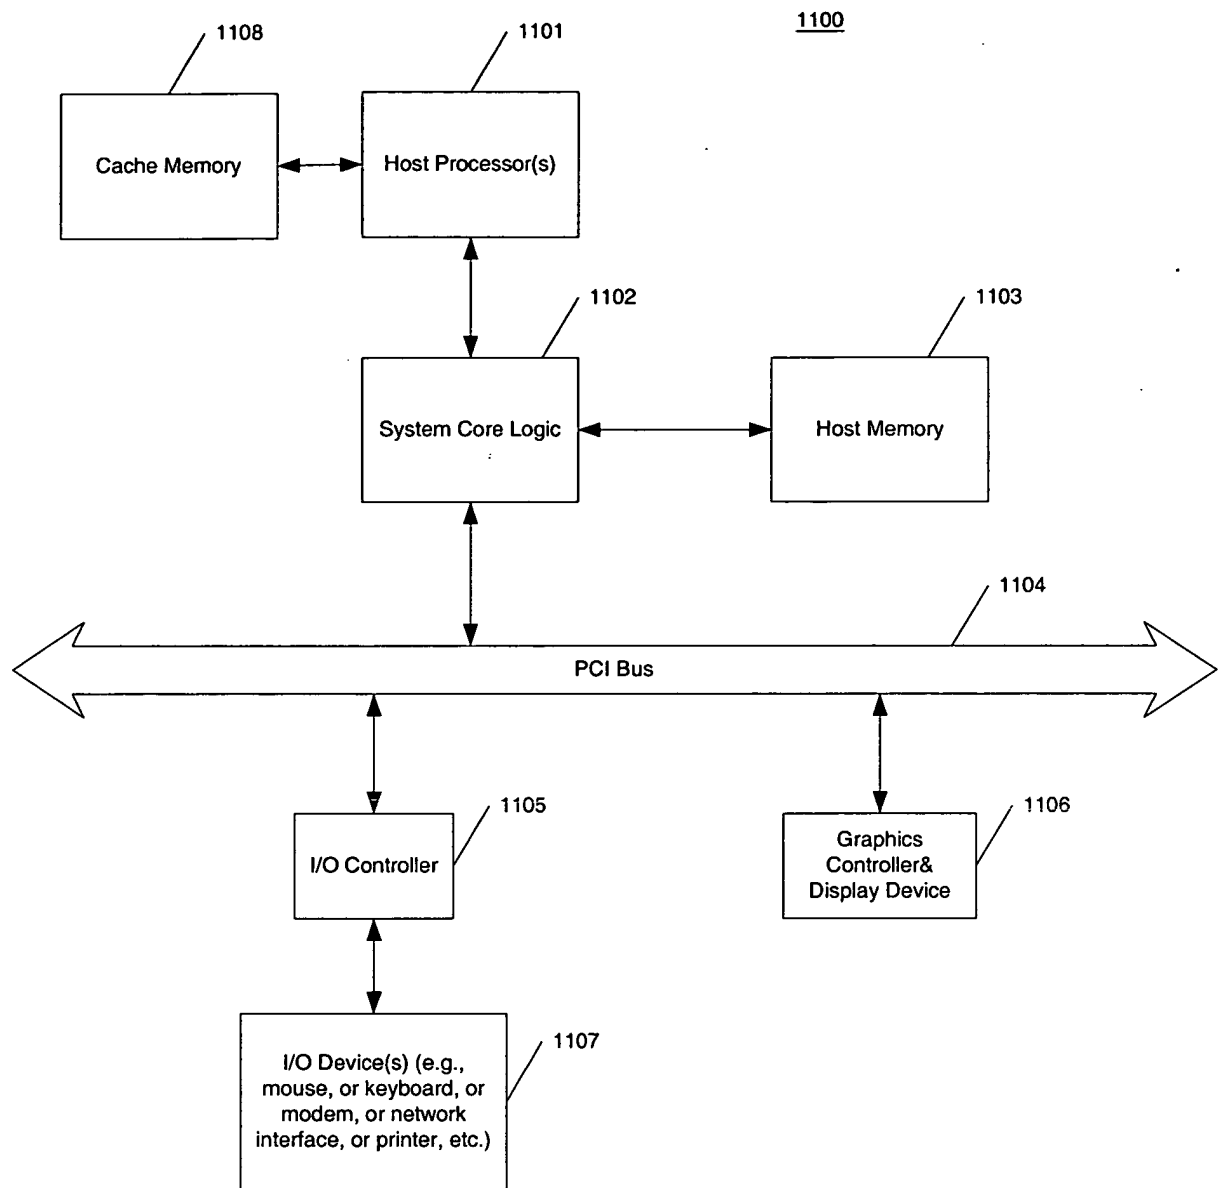 1100
1108
1101
Cache Memory
Host Processor(s)
1102
1103
System Core Logic
Host Memory
1104
PCI Bus
1105
1106
I/O Controller
Graphics
Controller&
Display Device
1107
I/O Device(s) (e.g.,
mouse, or keyboard, or
modem, or network
interface, or printer, etc.)